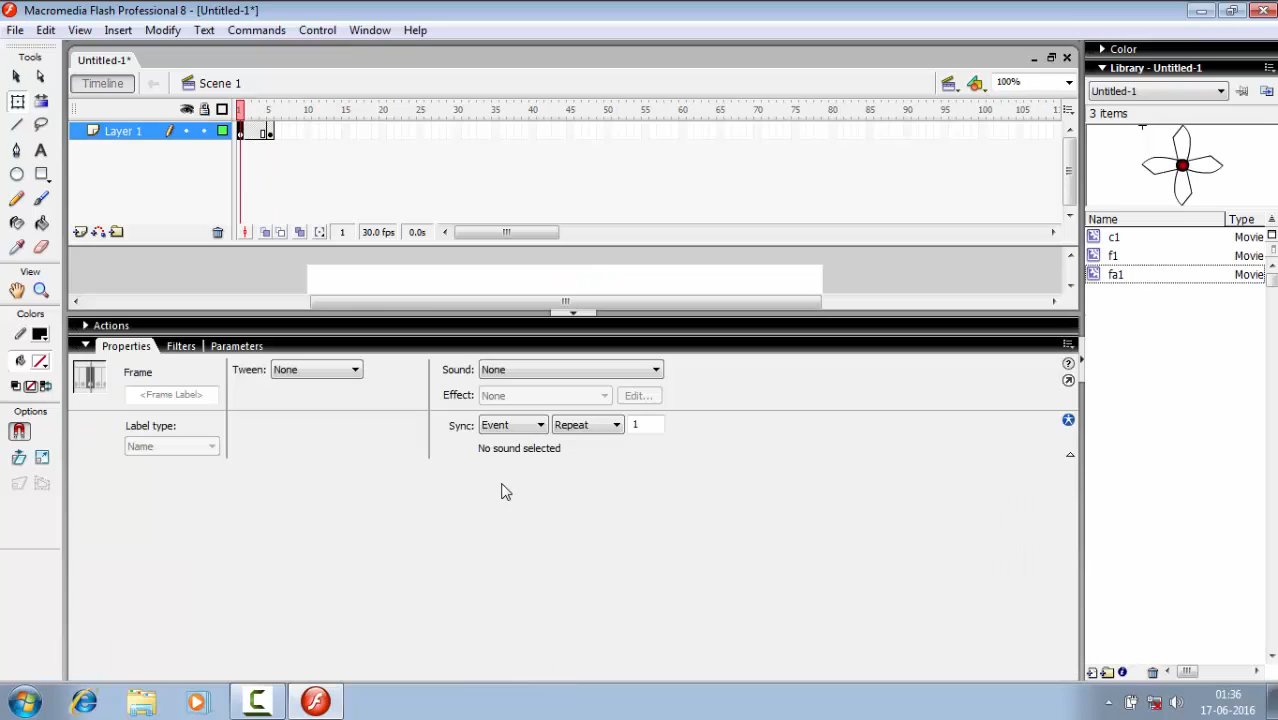 Macromedia Flash Professional 8 - [Untitled-1*]
File Edit View Insert Modify Text Commands Control Window Help
Tools
Untitled-1*
Timeline Scene 1 100%
1 5 10 15 20 25 30 35 40 45 50 55 60 65 70 75 80 85 90 95 100 105
Layer 1
1 30.0 fps 0.0s
View
Colors
Options
Actions
Properties Filters Parameters
Frame
<Frame Label>
Label type:
Name
Tween: None
Sound: None
Effect: None Edit...
Sync: Event Repeat 1
No sound selected
Color
Library - Untitled-1
Untitled-1
3 items
Name Type
c1 Movie
f1 Movie
fa1 Movie
01:36
17-06-2016